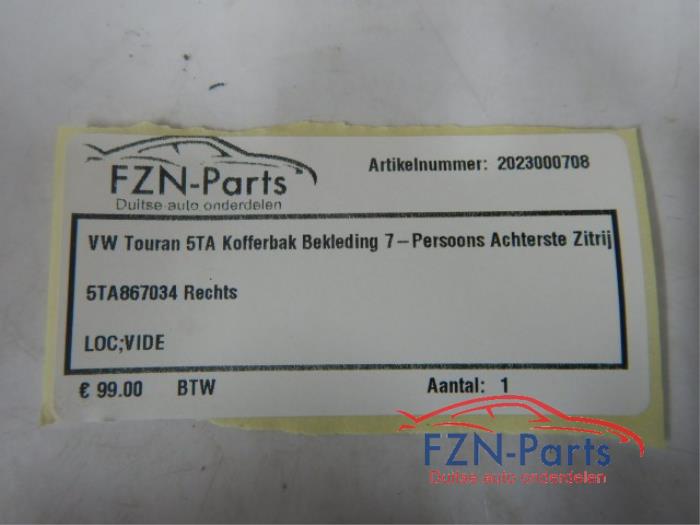 FZN-Parts
Duitse auto onderdelen
Artikelnummer: 2023000708
VW Touran 5TA Kofferbak Bekleding 7-Persoons Achterste Zitrij
5TA867034 Rechts
LOC;VIDE
€ 99.00 BTW Aantal: 1
FZN-Parts
Duitse auto onderdelen